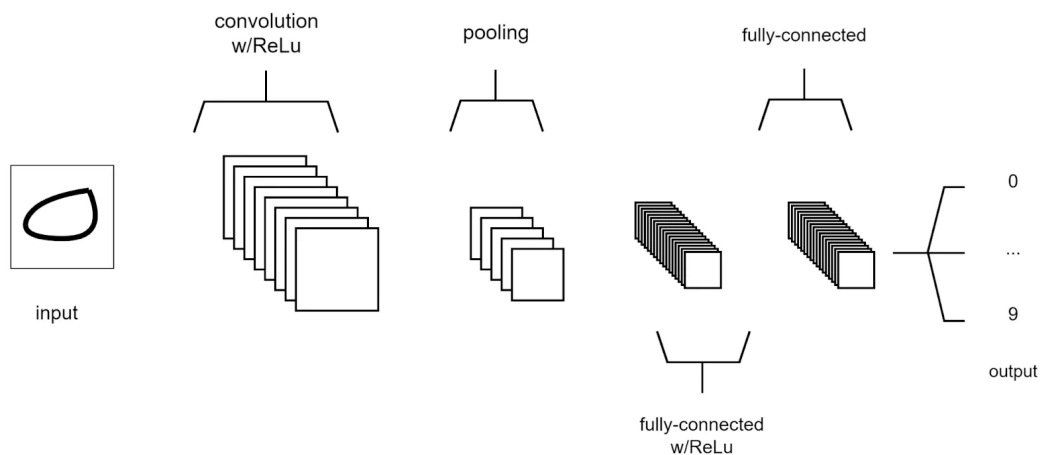 convolution
w/ReLu
pooling
fully-connected
input
0
...
9
output
fully-connected
w/ReLu